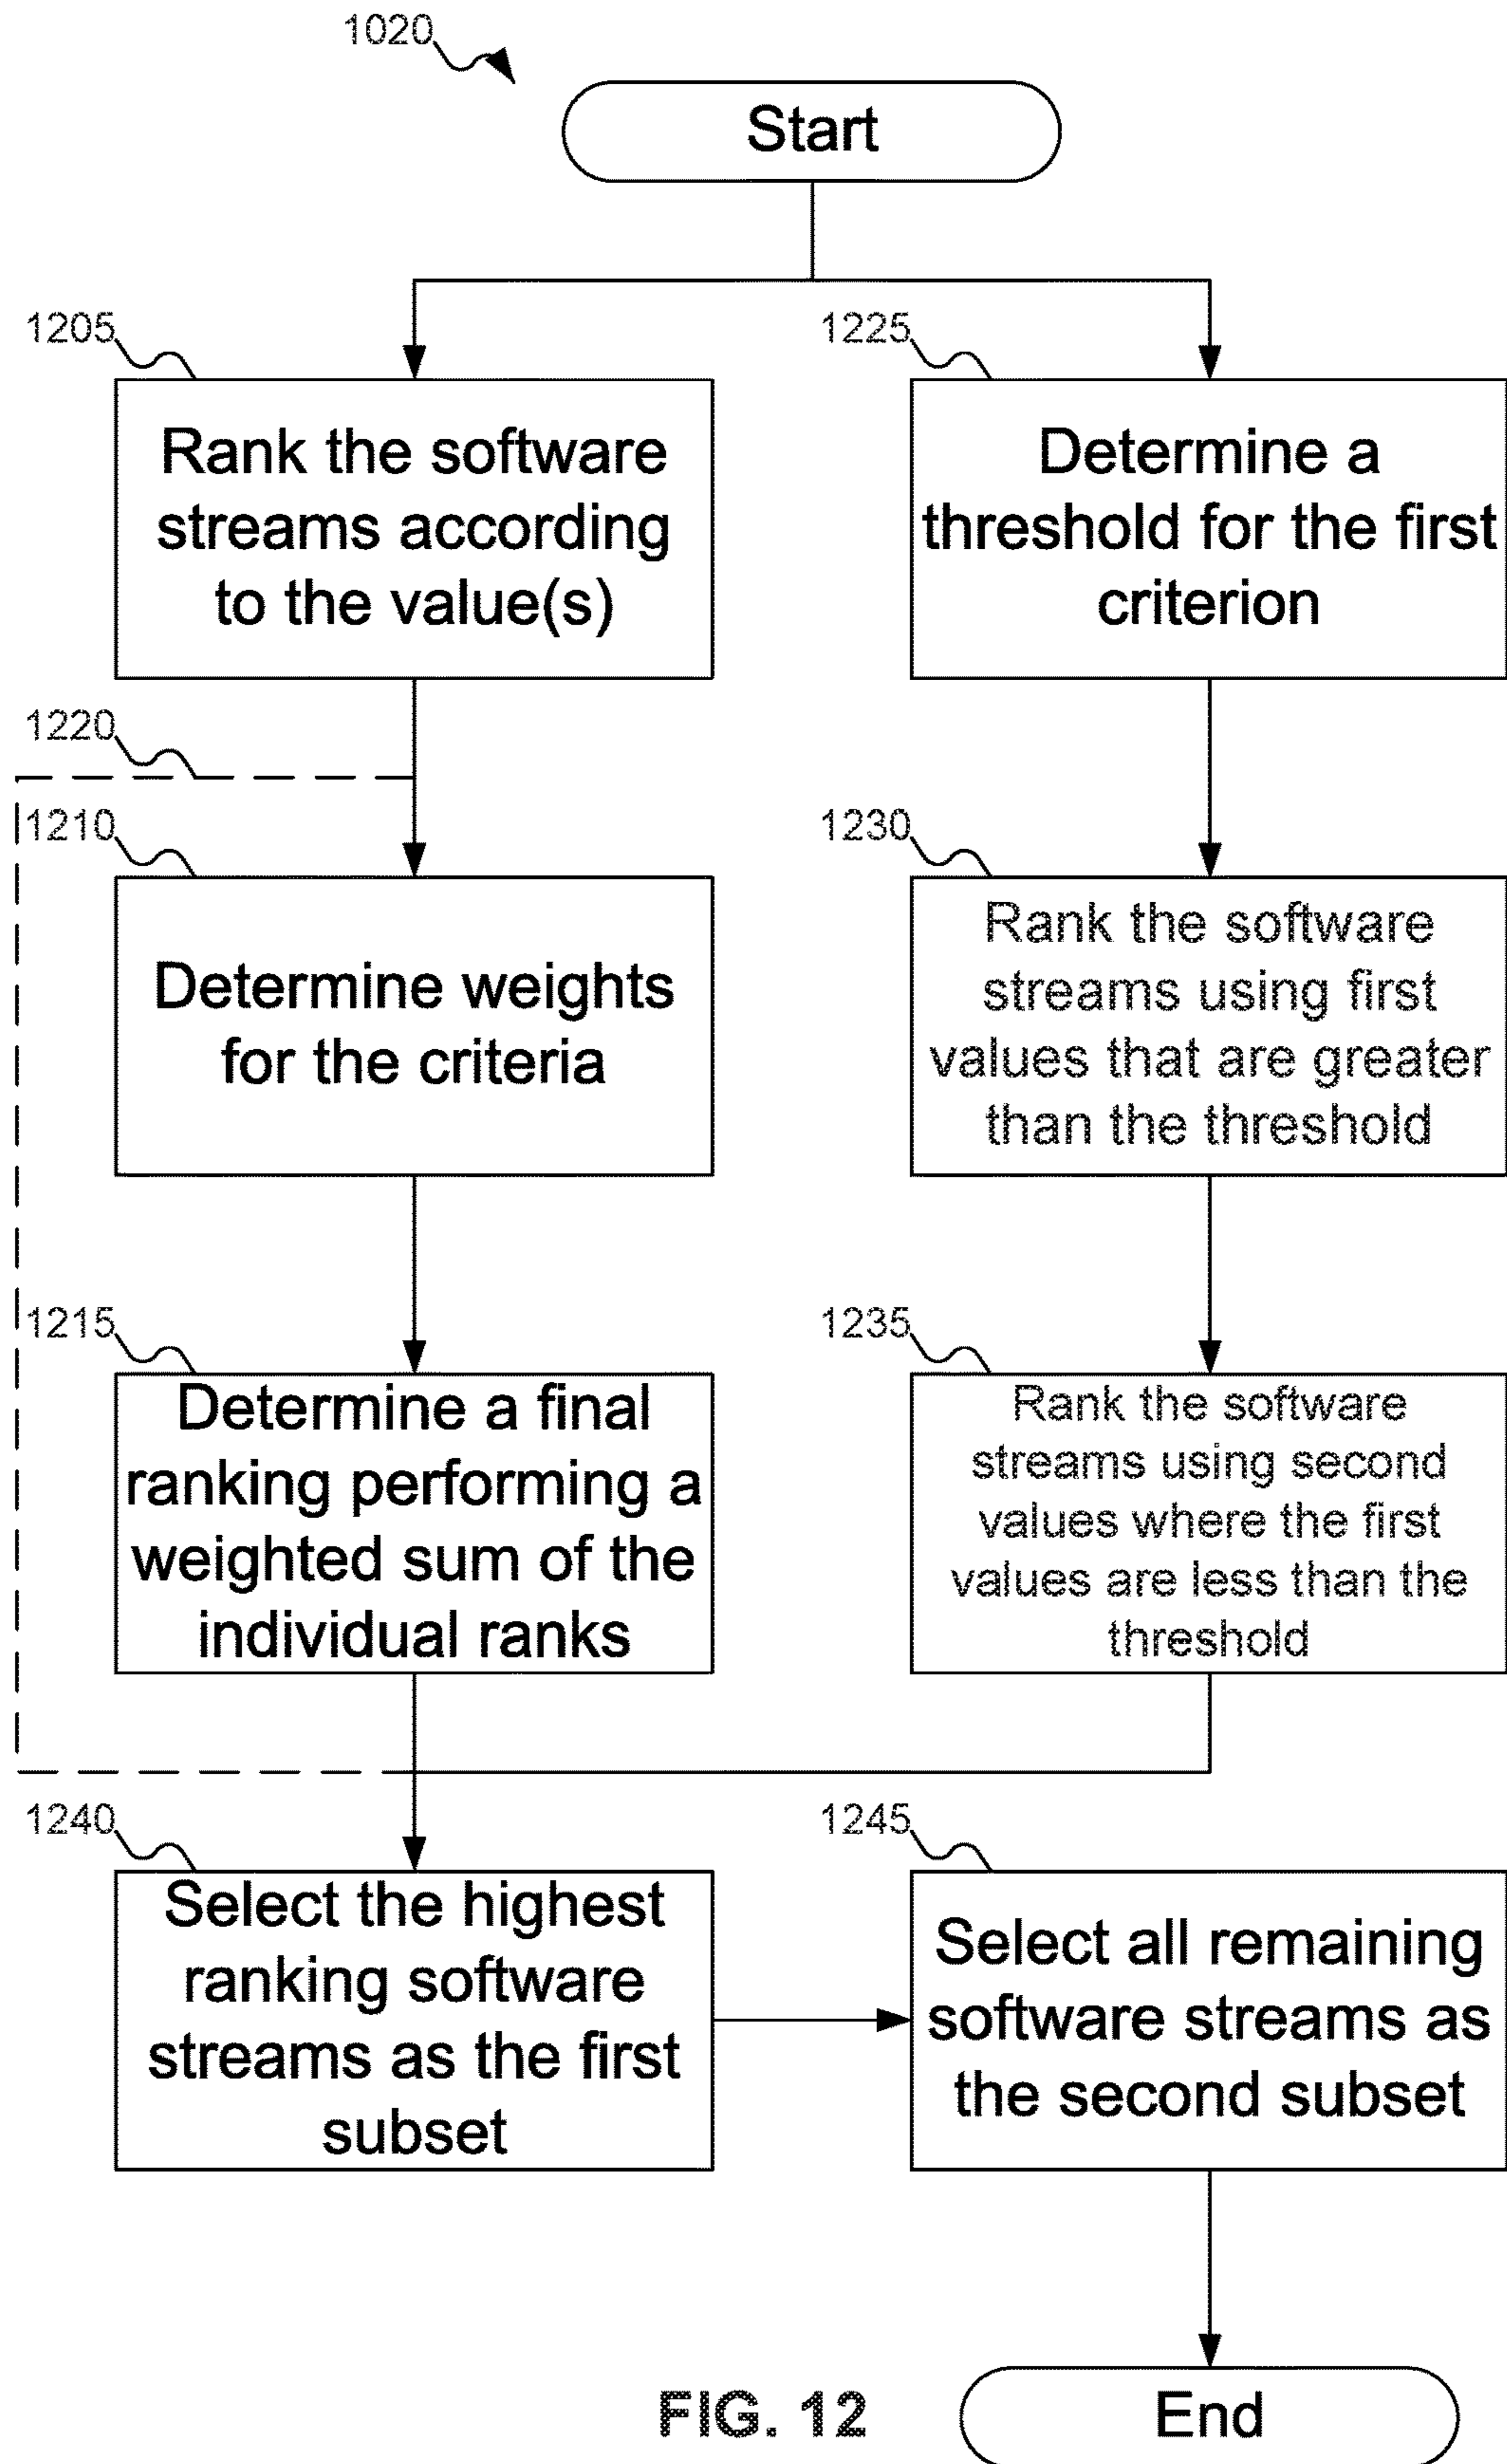 1020
Start
1205
Rank the software
streams according
to the value(s)
1225
Determine a
threshold for the first
criterion
1220
1210
Determine weights
for the criteria
1230
Rank the software
streams using first
values that are greater
than the threshold
1215
Determine a final
ranking performing a
weighted sum of the
individual ranks
1235
Rank the software
streams using second
values where the first
values are less than the
threshold
1240
Select the highest
ranking software
streams as the first
subset
1245
Select all remaining
software streams as
the second subset
FIG. 12
End